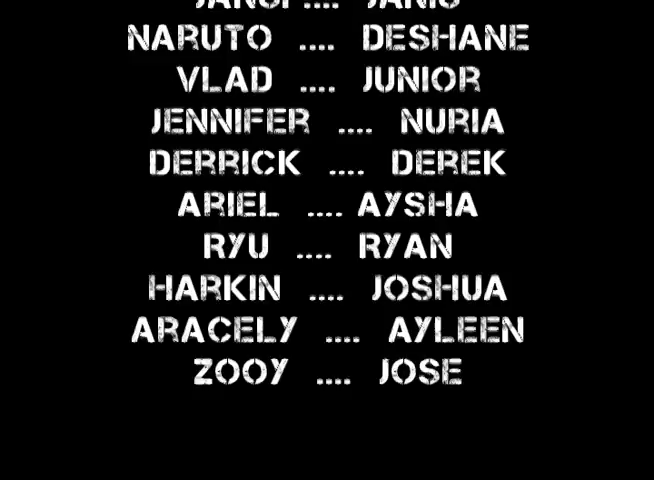 NARUTO .... DESHANE
VLAD .... JUNIOR
JENNIFER .... NURIA
DERRICK .... DEREK
ARIEL .... AYSHA
RYU .... RYAN
HARKIN .... JOSHUA
ARACELY .... AYLEEN
ZOOY .... JOSE